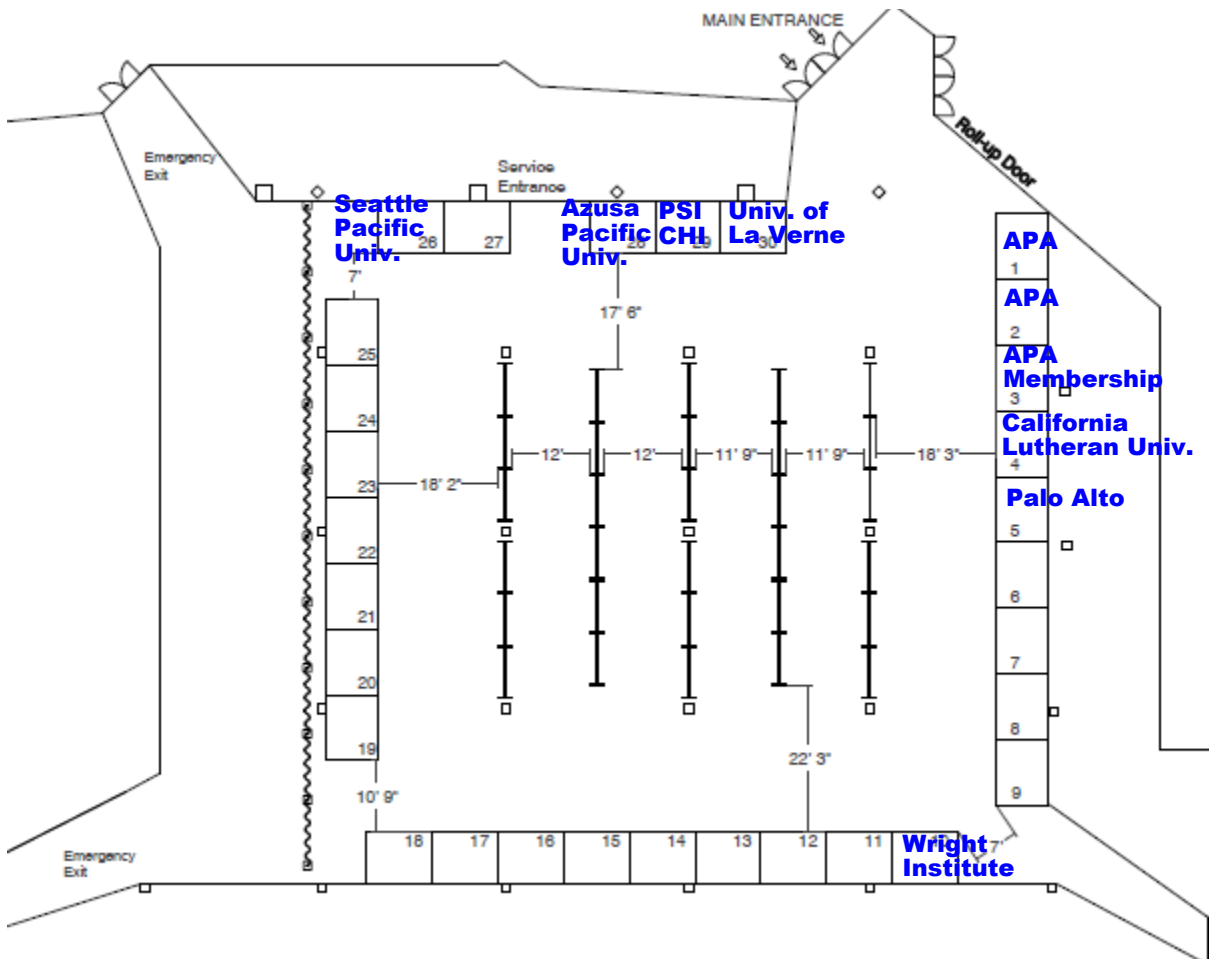 MAIN ENTRANCE
Roll-up Door
Emergency
Exit
Service
Entrance
Seattle
Pacific
Univ.
26
27
Azusa
Pacific
Univ.
28
PSI
CHI
29
Univ. of
La Verne
30
APA
1
APA
2
APA
Membership
3
California
Lutheran Univ.
4
Palo Alto
5
6
7
8
9
7'
17' 6"
25
24
23
22
21
20
19
18' 2"
12'
12'
11' 9"
11' 9"
18' 3"
22' 3"
10' 9"
18
17
16
15
14
13
12
11
10
Wright
Institute
7'
Emergency
Exit